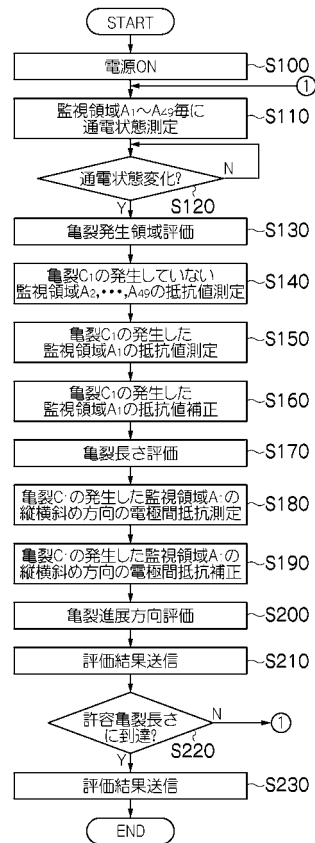 START
電源ON
S100
①
監視領域A1～A49毎に
通電状態測定
S110
通電状態変化?
N
Y
S120
亀裂発生領域評価
S130
亀裂C1の発生していない
監視領域A2,・・・,A49の抵抗値測定
S140
亀裂C1の発生した
監視領域A1の抵抗値測定
S150
亀裂C1の発生した
監視領域A1の抵抗値補正
S160
亀裂長さ評価
S170
亀裂C1の発生した監視領域A1の
縦横斜め方向の電極間抵抗測定
S180
亀裂C1の発生した監視領域A1の
縦横斜め方向の電極間抵抗補正
S190
亀裂進展方向評価
S200
評価結果送信
S210
許容亀裂長さ
に到達?
N
①
Y
S220
評価結果送信
S230
END